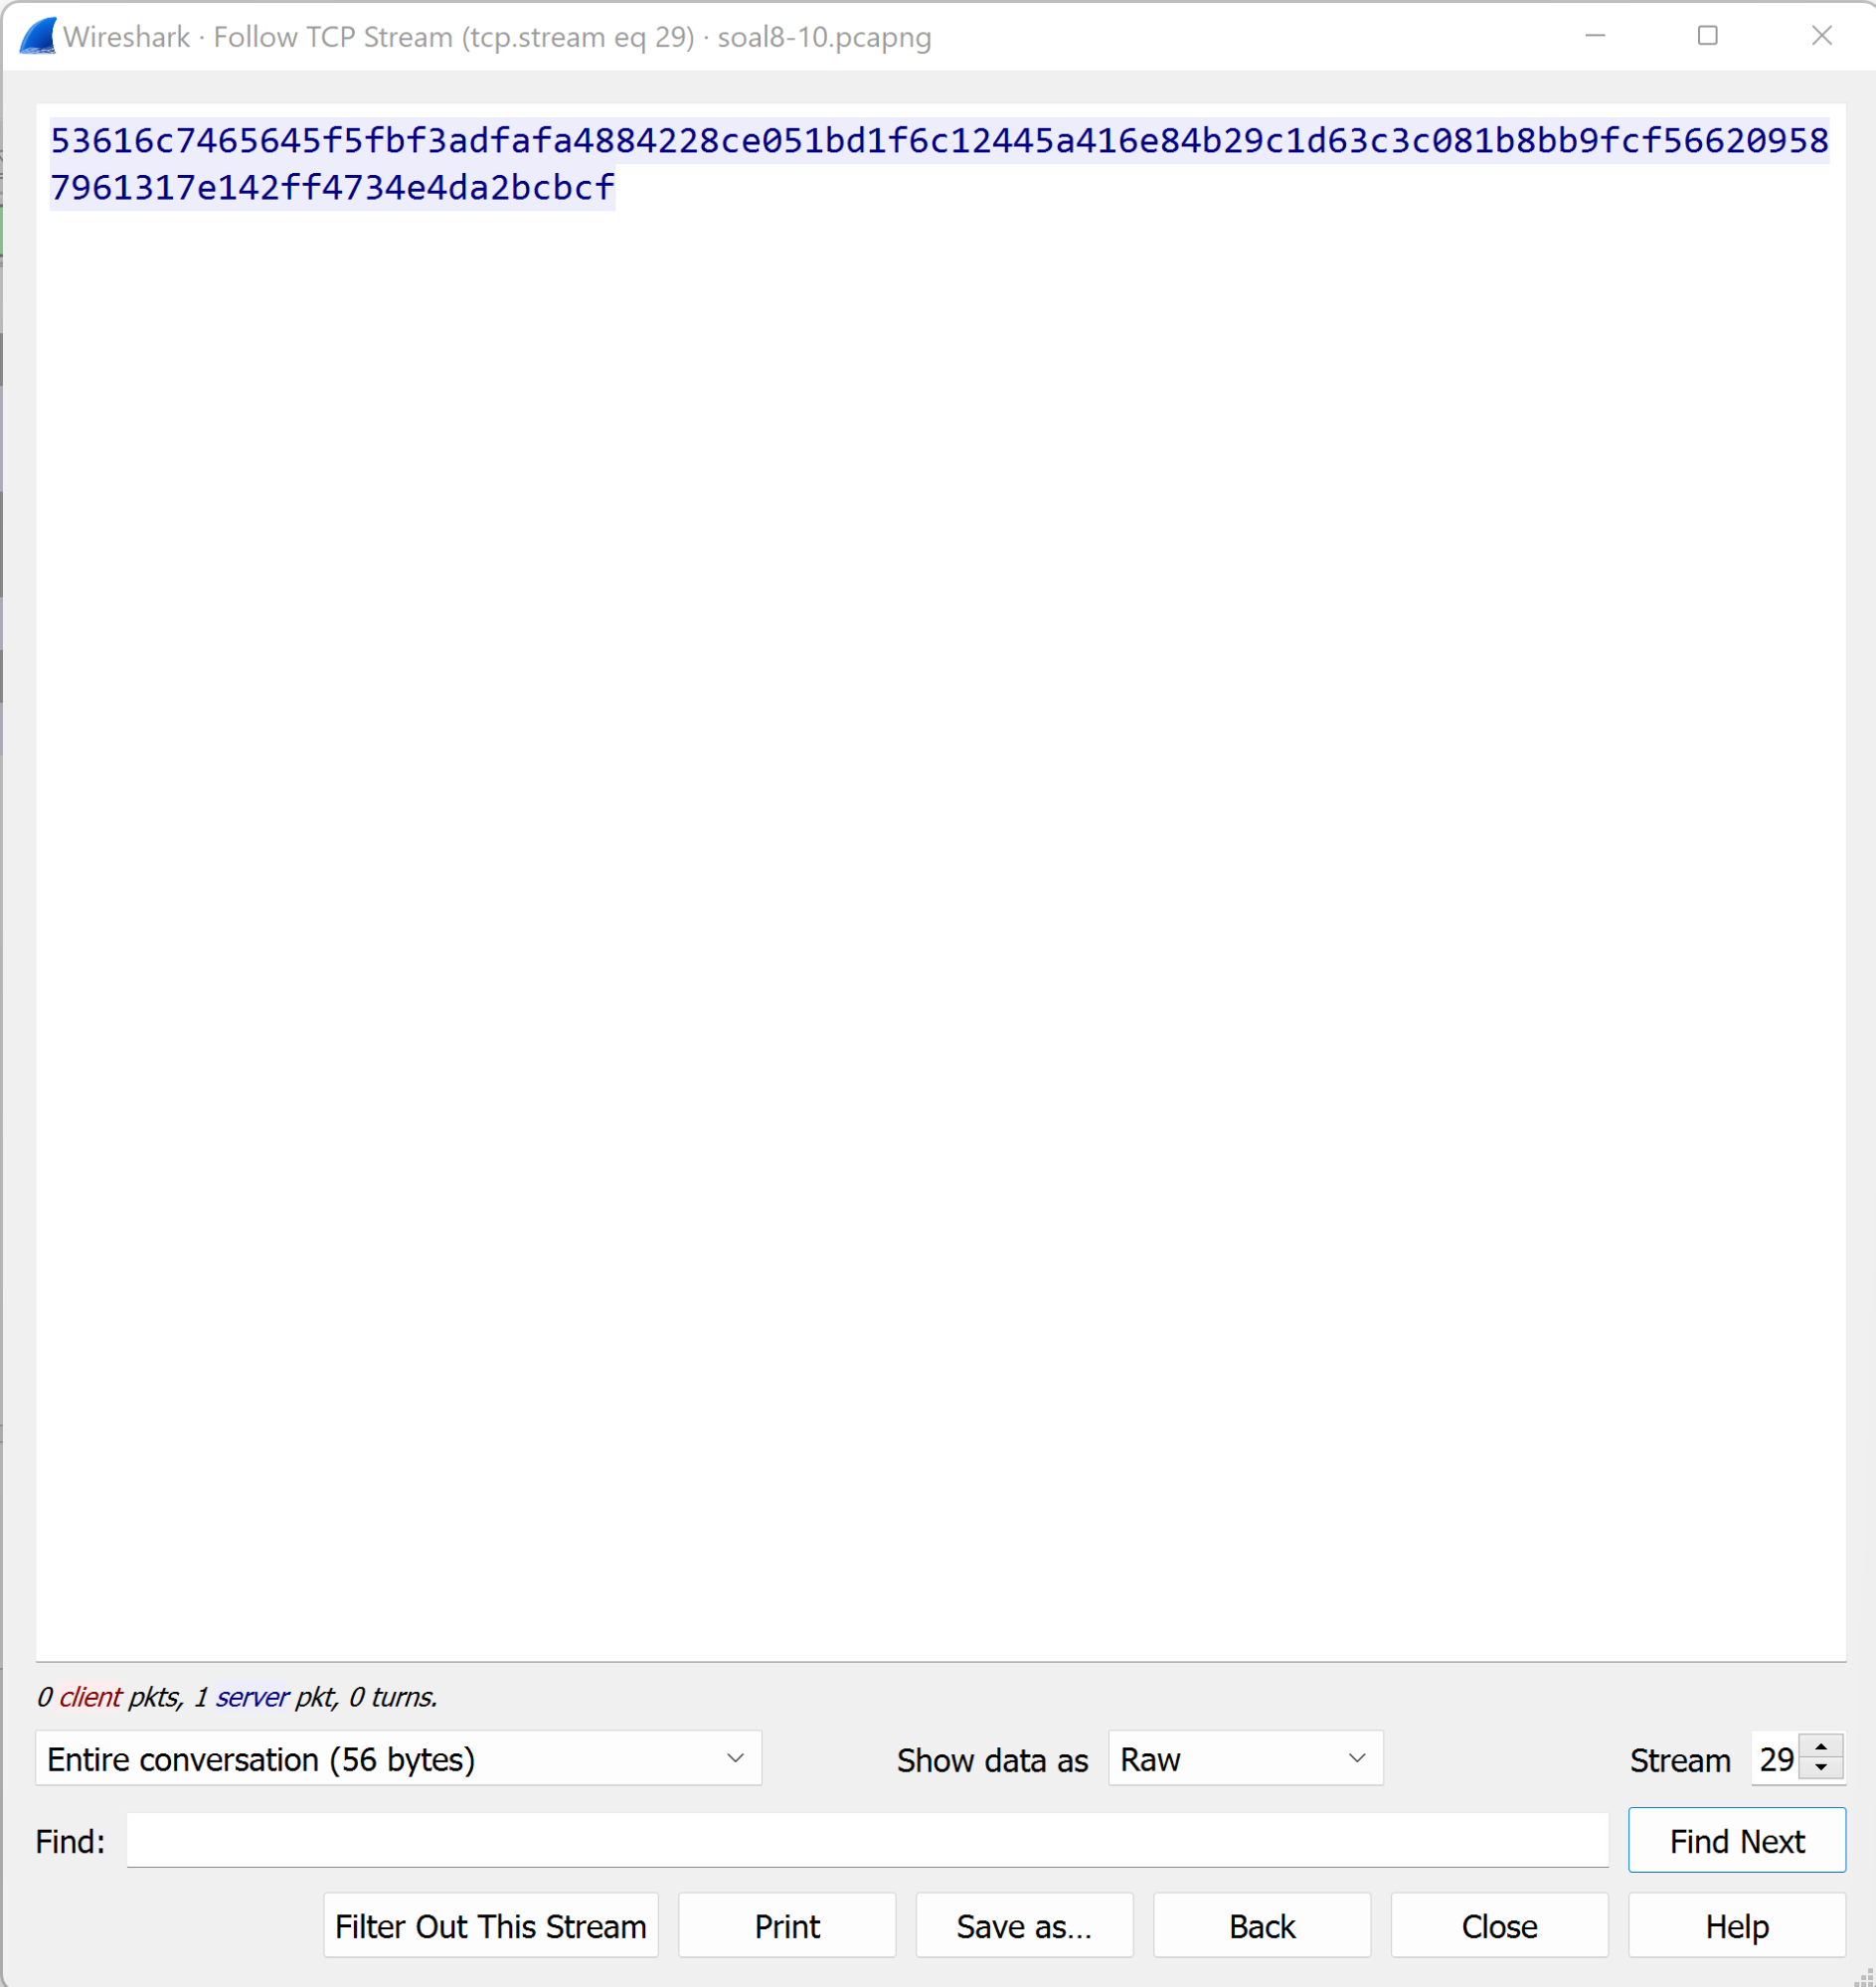 Wireshark · Follow TCP Stream (tcp.stream eq 29) · soal8-10.pcapng
53616c7465645f5fbf3adfafa4884228ce051bd1f6c12445a416e84b29c1d63c3c081b8bb9fcf56620958
7961317e142ff4734e4da2bcbcf
0 client pkts, 1 server pkt, 0 turns.
Entire conversation (56 bytes)
Show data as Raw
Stream 29
Find:
Find Next
Filter Out This Stream
Print
Save as...
Back
Close
Help